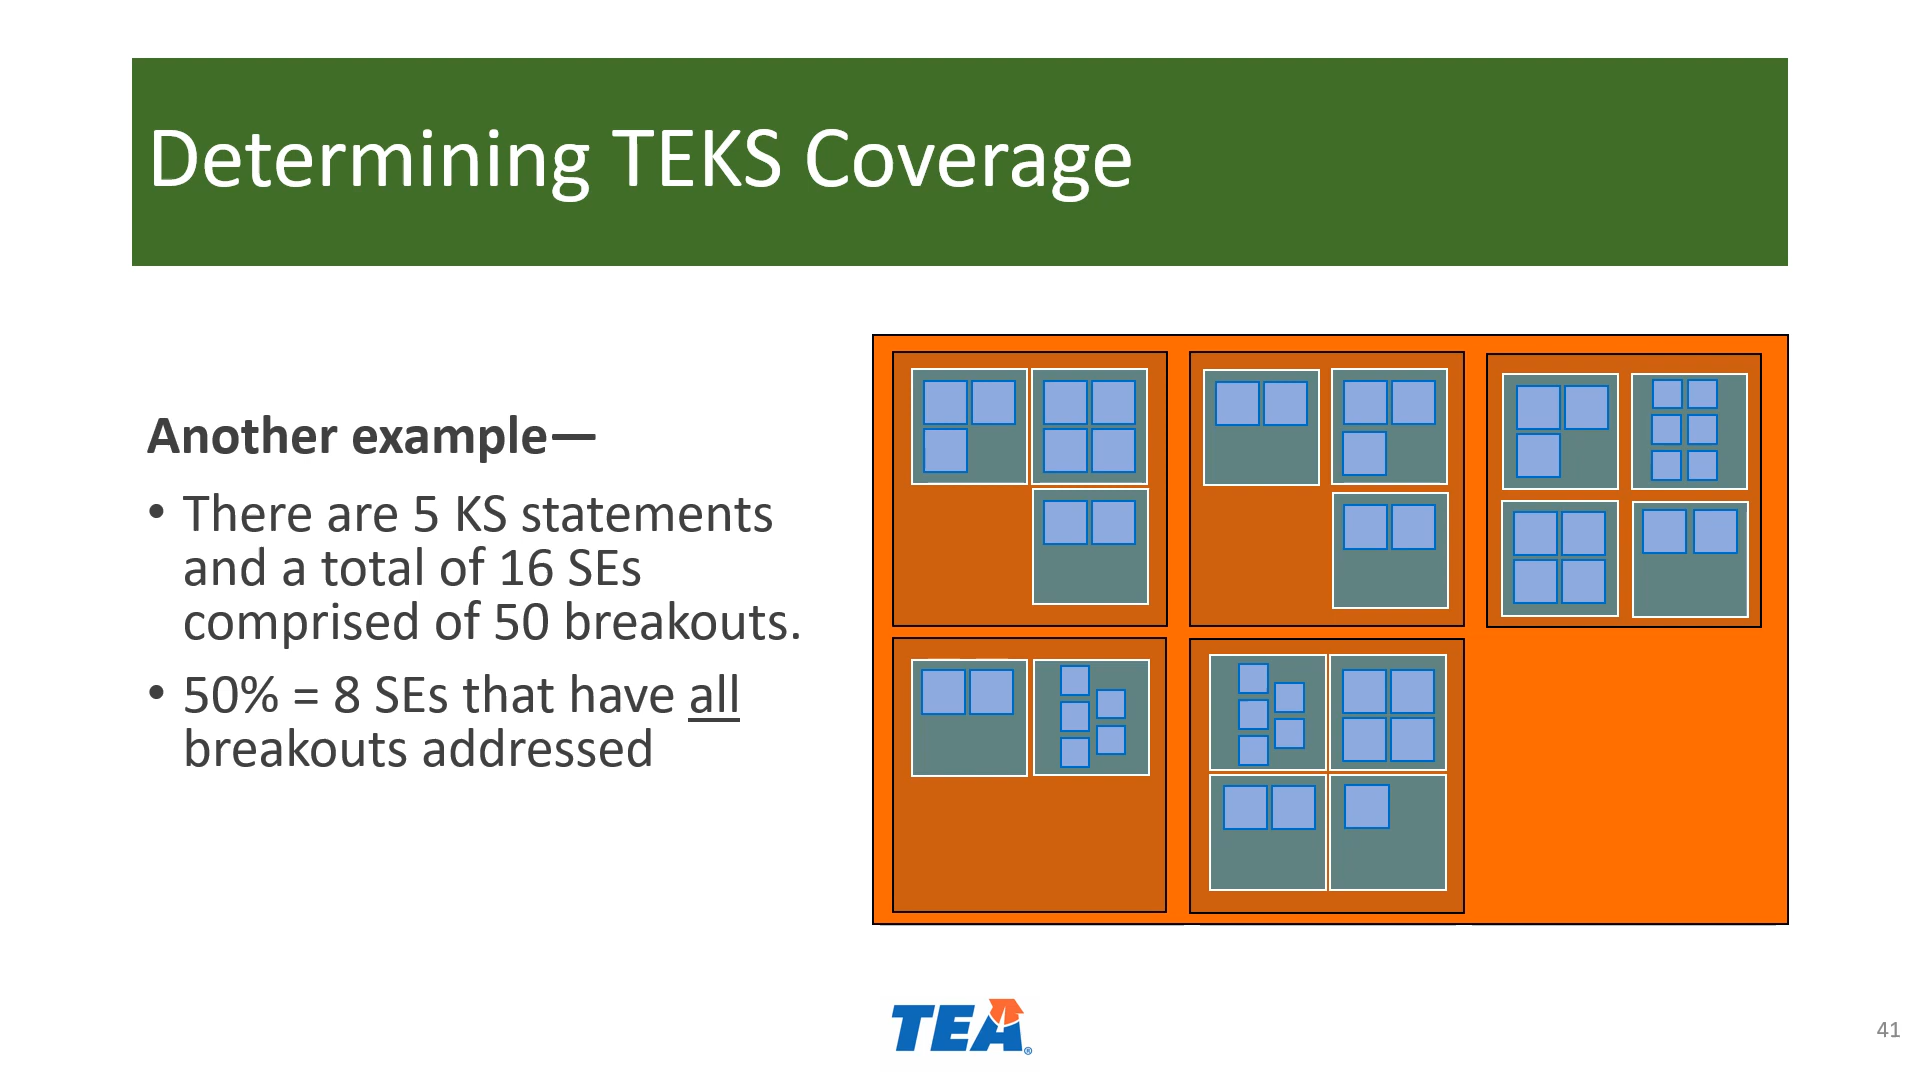 Determining TEKS Coverage
Another example—
• There are 5 KS statements
and a total of 16 SEs
comprised of 50 breakouts.
• 50% = 8 SEs that have all
breakouts addressed
TEA®
41